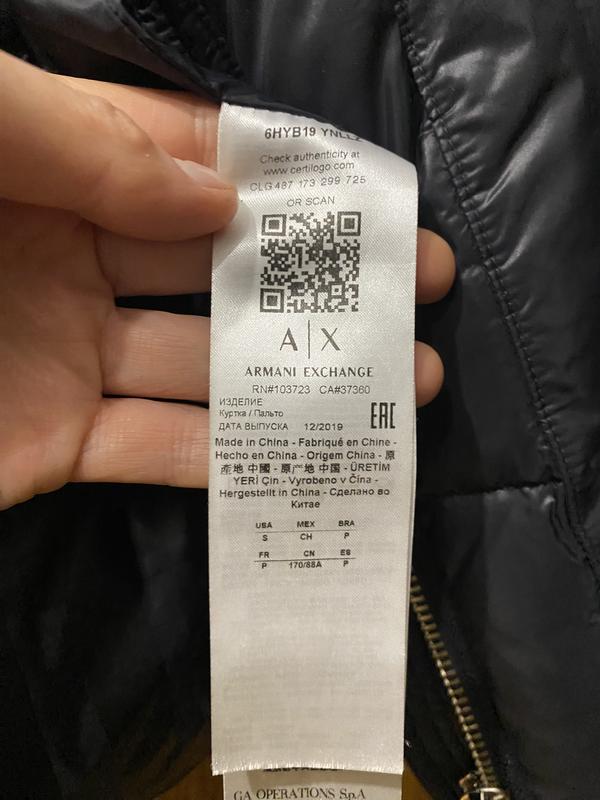 6HYB19 YNLLZ
Check authenticity at
www.certilogo.com
CLG 487 173 299 725
OR SCAN
A|X
ARMANI EXCHANGE
RN#103723 CA#37360
ИЗДЕЛИЕ
Куртка / Пальто
ДАТА ВЫПУСКА 12/2019 EAC
Made in China - Fabriqué en Chine -
Hecho en China - Origem China - 原
產地 中國 - 原产地 中国 - ÜRETİM
YERİ Çin - Vyrobeno v Čína -
Hergestellt in China - Сделано во
Китае
USA MEX BRA
S CH P
FR CN ES
P 170/88A P
GA OPERATIONS S.p.A